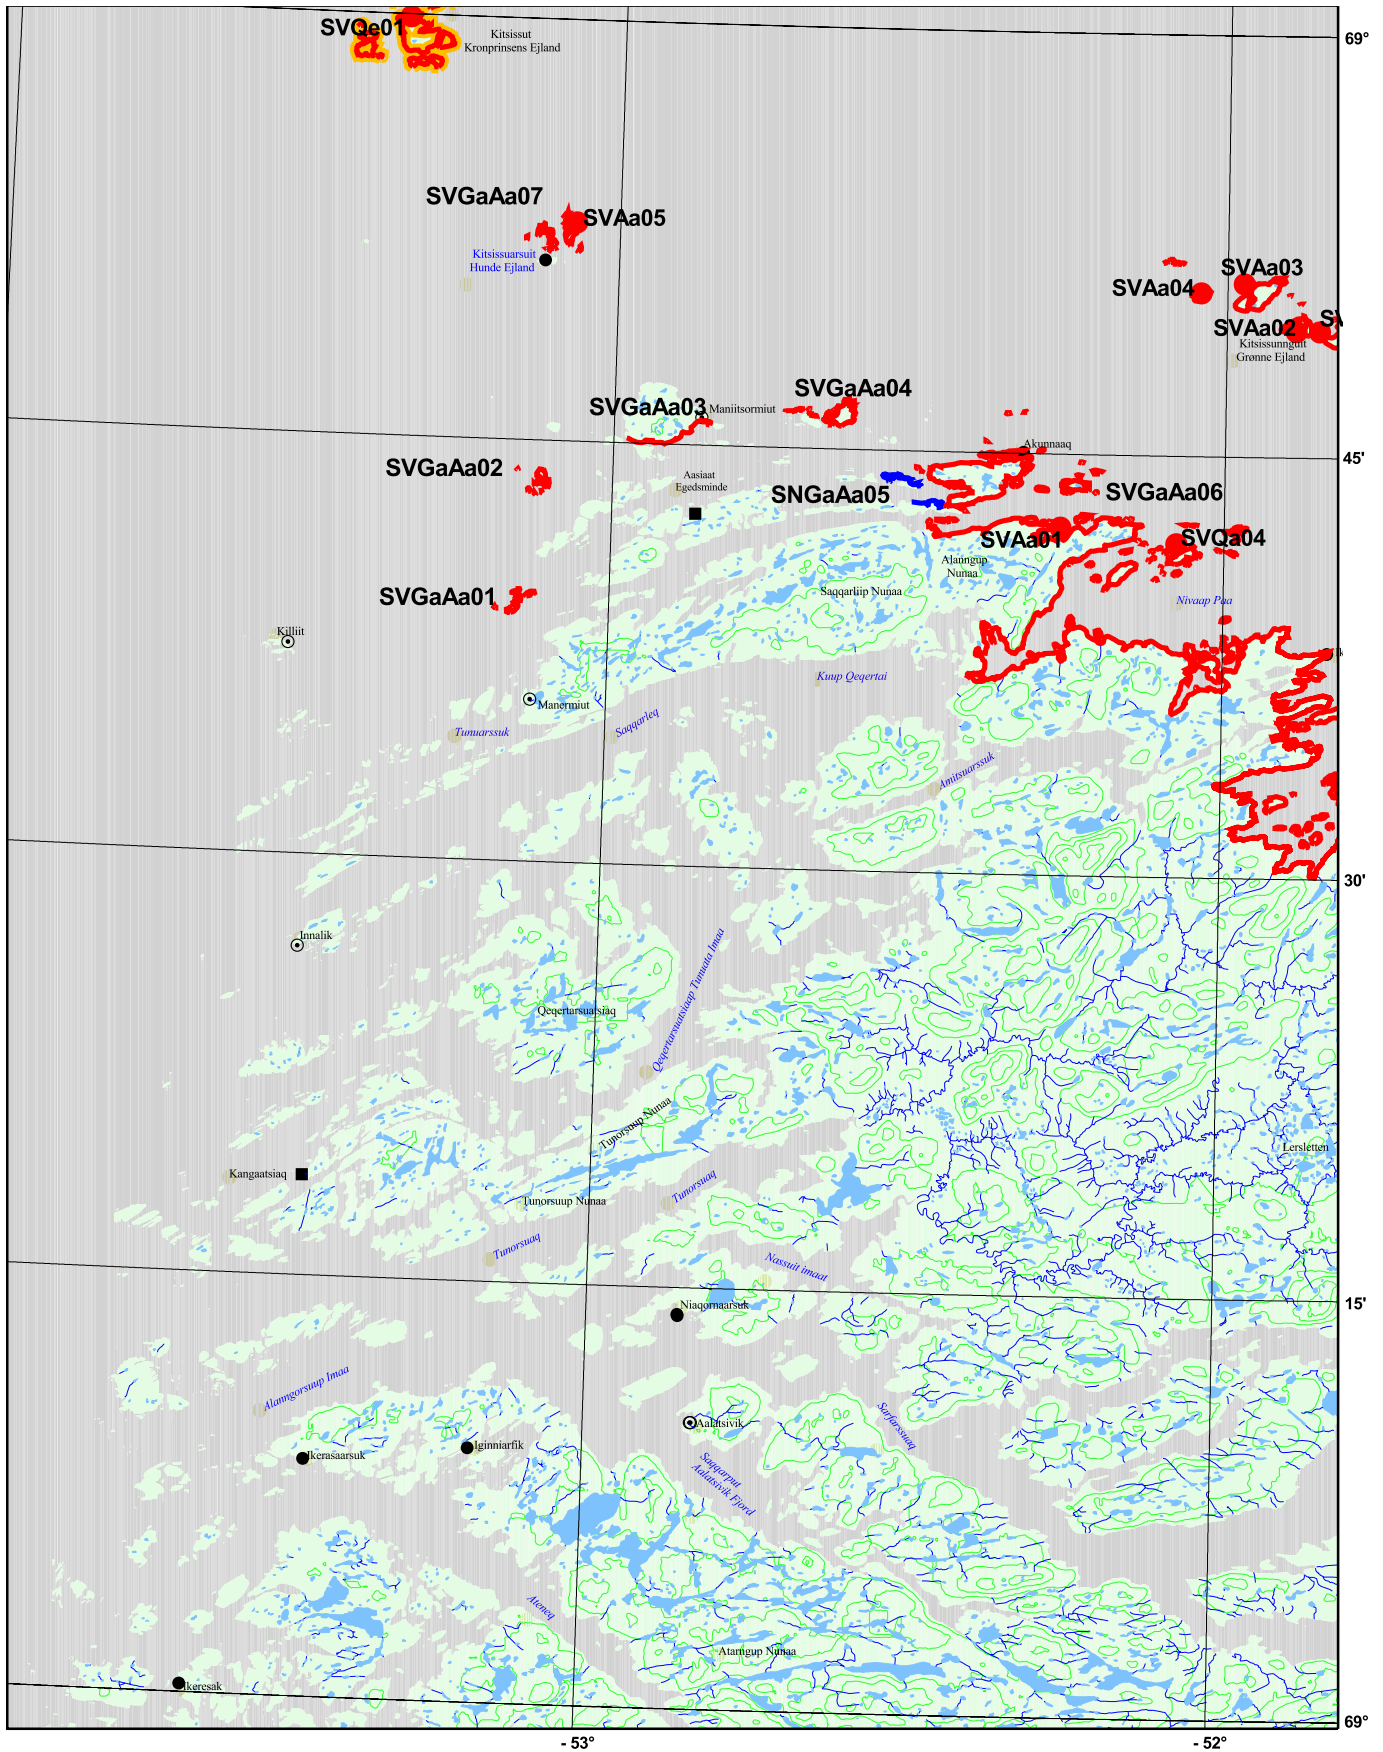 SVQe01
Kitsissut
Kronprinsens Ejland
69°
SVGaAa07
SVAa05
Kitsissuarsuit
Hunde Ejland
SVAa03
SVAa04
SVAa02
Kitsissunnguit
Grønne Ejland
SVGaAa04
SVGaAa03
Maniitsormiut
Akunnaaq
45'
SVGaAa02
Aasiaat
Egedsminde
SNGaAa05
SVGaAa06
SVAa01
SVQa04
Alanngup
Nunaa
Saqqarliip Nunaa
SVGaAa01
Nivaap Paa
Killiit
Kuup Qeqertai
Manermiut
Tunuarssuk
Saqqarleq
Amitsuarssuk
30'
Innalik
Qeqertarsuatsiaap Tunuata Imaa
Qeqertarsuatsiaq
Tunorsuup Nunaa
Lersletten
Kangaatsiaq
Tunorsuup Nunaa
Tunorsuaq
Tunorsuaq
Nassuit imaat
Niaqornaarsuk
15'
Alanngorsuup Imaa
Aalatsivik
Sarfarssuaq
Iginniarfik
Ikerasaarsuk
Saqqarput
Aalatsivik Fjord
Ateneq
Atarngup Nunaa
Ikeresak
69°
- 53°
- 52°